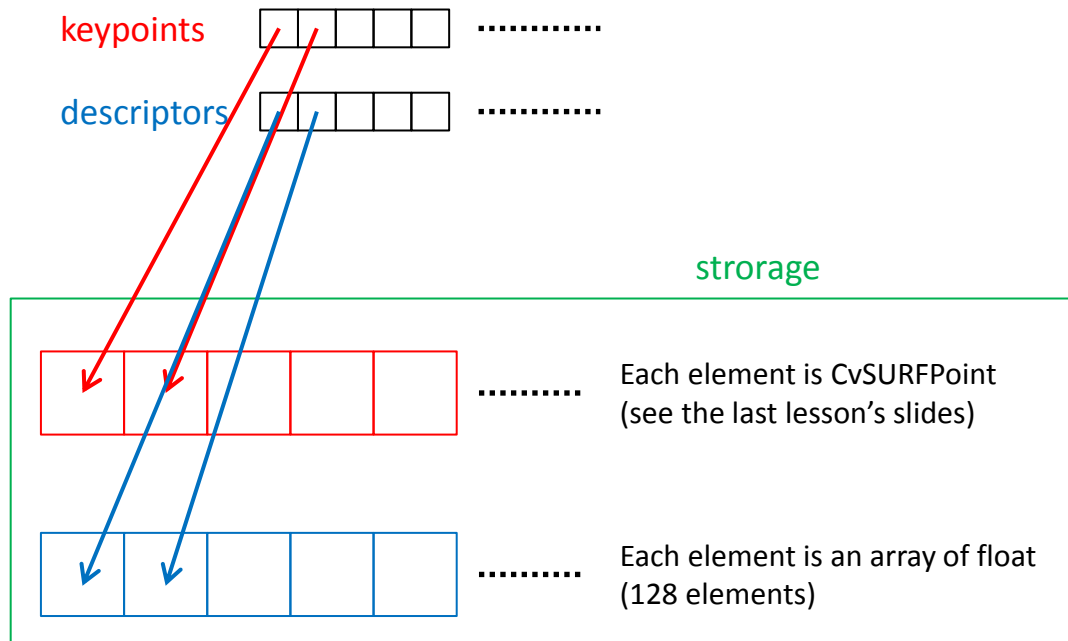 keypoints
descriptors
strorage
Each element is CvSURFPoint
(see the last lesson’s slides)
Each element is an array of float
(128 elements)